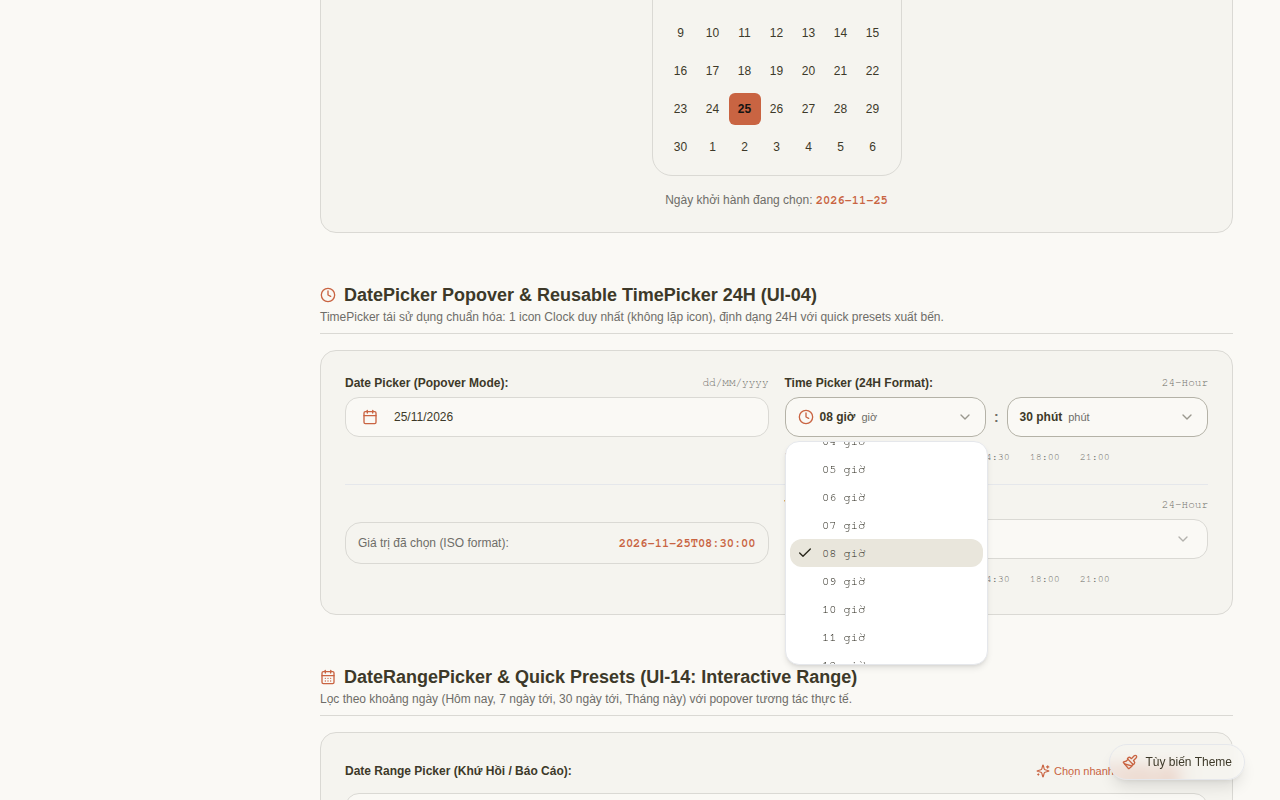 9 10 11 12 13 14 15
16 17 18 19 20 21 22
23 24 25 26 27 28 29
30 1 2 3 4 5 6
Ngày khởi hành đang chọn: 2026-11-25
DatePicker Popover & Reusable TimePicker 24H (UI-04)
TimePicker tái sử dụng chuẩn hóa: 1 icon Clock duy nhất (không lặp icon), định dạng 24H với quick presets xuất bến.
Date Picker (Popover Mode): dd/MM/yyyy
25/11/2026
Time Picker (24H Format): 24-Hour
08 giờ giờ : 30 phút phút
04 giờ
05 giờ
06 giờ
07 giờ
08 giờ
09 giờ
10 giờ
11 giờ
4:30 18:00 21:00
24-Hour
Giá trị đã chọn (ISO format): 2026-11-25T08:30:00
4:30 18:00 21:00
DateRangePicker & Quick Presets (UI-14: Interactive Range)
Lọc theo khoảng ngày (Hôm nay, 7 ngày tới, 30 ngày tới, Tháng này) với popover tương tác thực tế.
Date Range Picker (Khứ Hồi / Báo Cáo): Chọn nhanh
Tùy biến Theme